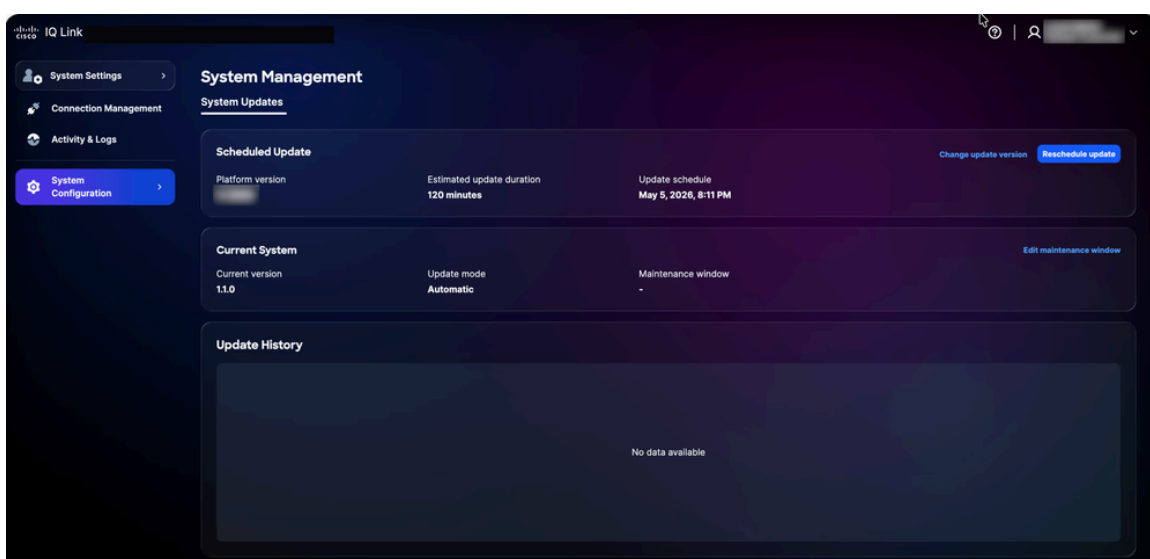 cisco IQ Link
System Settings
Connection Management
Activity & Logs
System
Configuration
System Management
System Updates
Scheduled Update
Change update version Reschedule update
Platform version Estimated update duration Update schedule
120 minutes May 5, 2026, 8:11 PM
Current System
Edit maintenance window
Current version Update mode Maintenance window
1.1.0 Automatic -
Update History
No data available